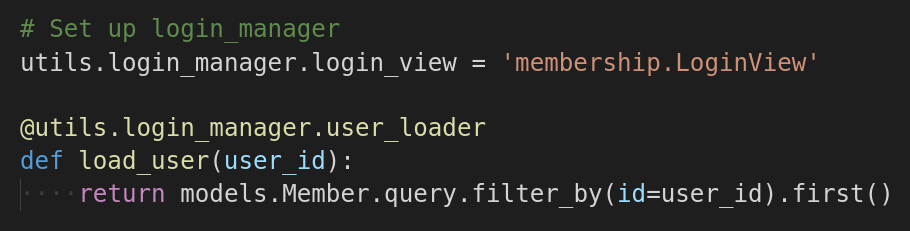 # Set up login_manager
utils.login_manager.login_view = 'membership.LoginView'
@utils.login_manager.user_loader
def load_user(user_id):
    return models.Member.query.filter_by(id=user_id).first()